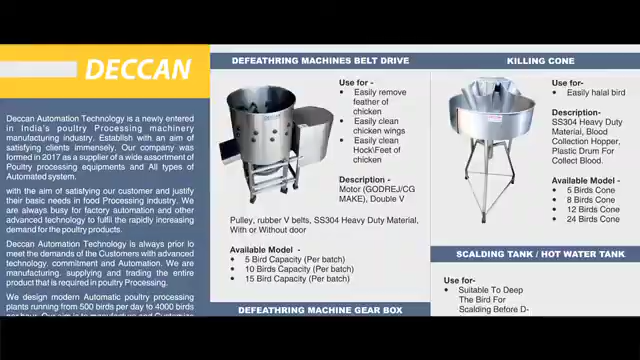 DECCAN
Deccan Automation Technology is a newly entered
in India's poultry Processing machinery
manufacturing industry. Establish with an aim of
satisfying clients immensely, Our company was
formed in 2017 as a supplier of a wide assortment of
Poultry processing equipments and All types of
Automated system.
with the aim of satisfying our customer and justify
their basic needs in food Processing industry. We
are always busy for factory automation and other
advanced technology to fulfil the rapidly increasing
demand for the poultry products.
Deccan Automation Technology is always prior to
meet the demands of the Customers with advanced
technology, commitment and Automation. We are
manufacturing, supplying and trading the entire
product that is required in poultry Processing.
We design modern Automatic poultry processing
plants running from 500 birds per day to 4000 birds
per hour. Our aim is to manufacture and Customize
DEFEATHRING MACHINES BELT DRIVE
Use for -
• Easily remove
feather of
chicken
• Easily clean
chicken wings
• Easily clean
Hock\Feet of
chicken
Description -
Motor (GODREJ/CG
MAKE), Double V
Pulley, rubber V belts, SS304 Heavy Duty Material,
With or Without door
Available Model -
• 5 Bird Capacity (Per batch)
• 10 Birds Capacity (Per batch)
• 15 Bird Capacity (Per batch)
DEFEATHRING MACHINE GEAR BOX
KILLING CONE
Use for-
• Easily halal bird
Description-
SS304 Heavy Duty
Material, Blood
Collection Hopper,
Plastic Drum For
Collect Blood.
Available Model-
• 5 Birds Cone
• 8 Birds Cone
• 12 Birds Cone
• 24 Birds Cone
SCALDING TANK / HOT WATER TANK
Use for-
• Suitable To Deep
The Bird For
Scalding Before D-